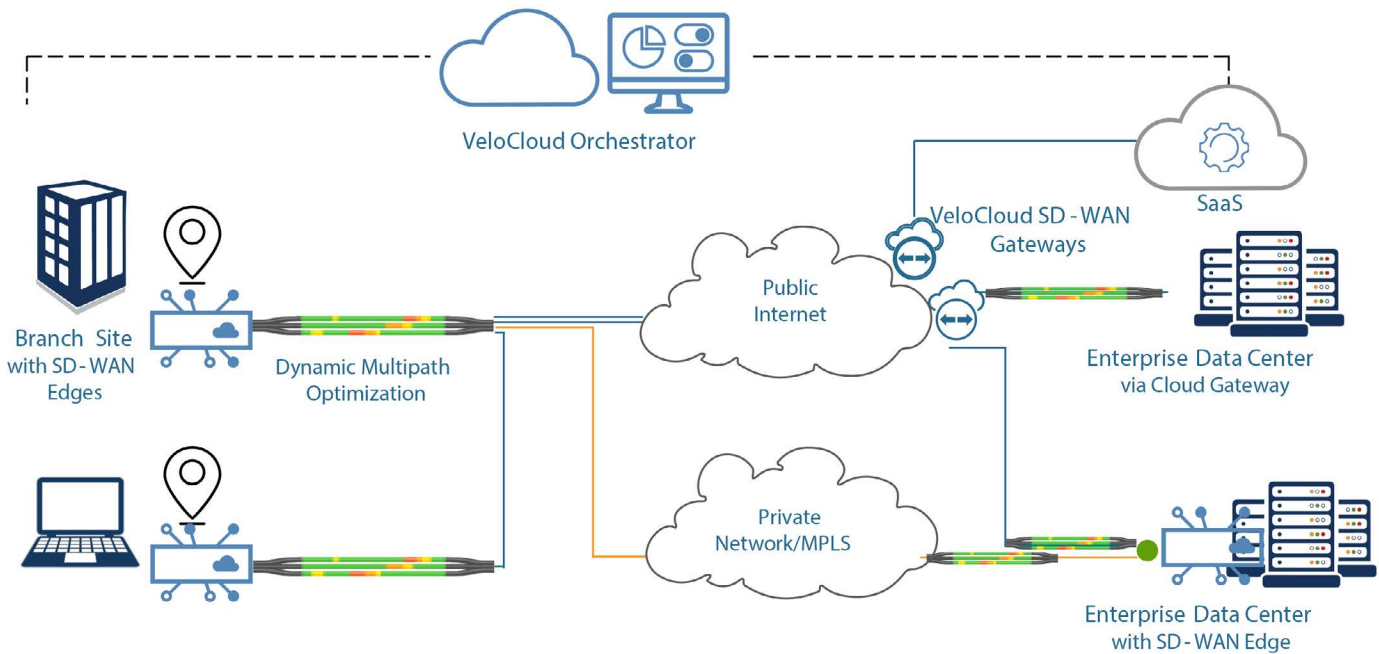 VeloCloud Orchestrator
SaaS
VeloCloud SD-WAN
Gateways
Public
Internet
Branch Site
with SD-WAN
Edges
Dynamic Multipath
Optimization
Enterprise Data Center
via Cloud Gateway
Private
Network/MPLS
Enterprise Data Center
with SD-WAN Edge